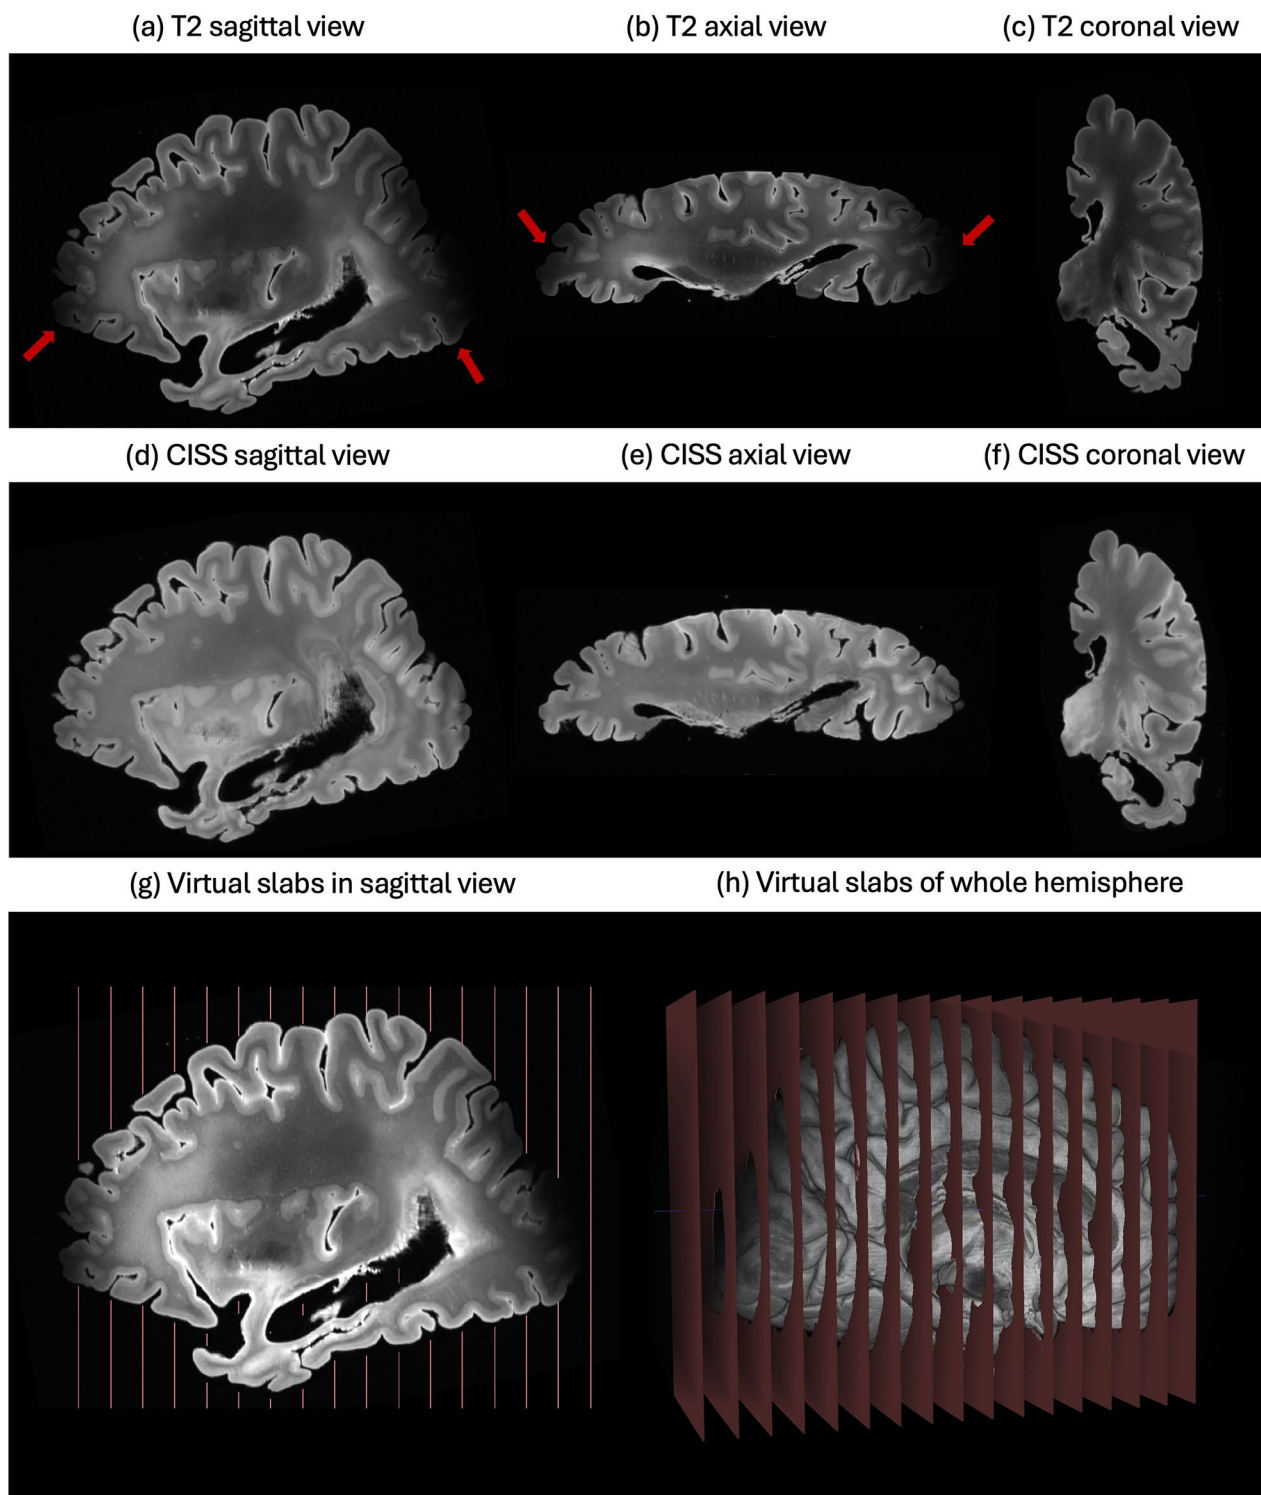 (a) T2 sagittal view
(b) T2 axial view
(c) T2 coronal view
(d) CISS sagittal view
(e) CISS axial view
(f) CISS coronal view
(g) Virtual slabs in sagittal view
(h) Virtual slabs of whole hemisphere